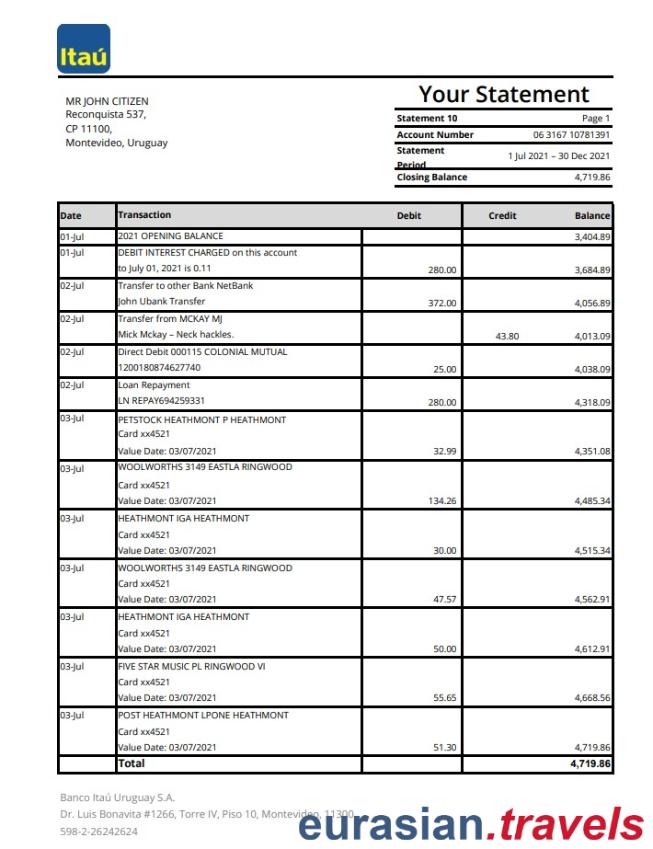 Itaú
MR JOHN CITIZEN
Reconquista 537,
CP 11100,
Montevideo, Uruguay
Your Statement
Statement 10 Page 1
Account Number 06 3167 10781391
Statement
Period 1 Jul 2021 – 30 Dec 2021
Closing Balance 4,719.86
Date Transaction Debit Credit Balance
01-Jul 2021 OPENING BALANCE 3,404.89
01-Jul DEBIT INTEREST CHARGED on this account
to July 01, 2021 is 0.11 280.00 3,684.89
02-Jul Transfer to other Bank NetBank
John Ubank Transfer 372.00 4,056.89
02-Jul Transfer from MCKAY MJ
Mick Mckay – Neck hackles. 43.80 4,013.09
02-Jul Direct Debit 000115 COLONIAL MUTUAL
1200180874627740 25.00 4,038.09
02-Jul Loan Repayment
LN REPAY694259331 280.00 4,318.09
03-Jul PETSTOCK HEATHMONT P HEATHMONT
Card xx4521
Value Date: 03/07/2021 32.99 4,351.08
03-Jul WOOLWORTHS 3149 EASTLA RINGWOOD
Card xx4521
Value Date: 03/07/2021 134.26 4,485.34
03-Jul HEATHMONT IGA HEATHMONT
Card xx4521
Value Date: 03/07/2021 30.00 4,515.34
03-Jul WOOLWORTHS 3149 EASTLA RINGWOOD
Card xx4521
Value Date: 03/07/2021 47.57 4,562.91
03-Jul HEATHMONT IGA HEATHMONT
Card xx4521
Value Date: 03/07/2021 50.00 4,612.91
03-Jul FIVE STAR MUSIC PL RINGWOOD VI
Card xx4521
Value Date: 03/07/2021 55.65 4,668.56
03-Jul POST HEATHMONT LPONE HEATHMONT
Card xx4521
Value Date: 03/07/2021 51.30 4,719.86
Total 4,719.86
Banco Itaú Uruguay S.A.
Dr. Luis Bonavita #1266, Torre IV, Piso 10, Montevideo, 11300
598-2-26242624
eurasian.travels